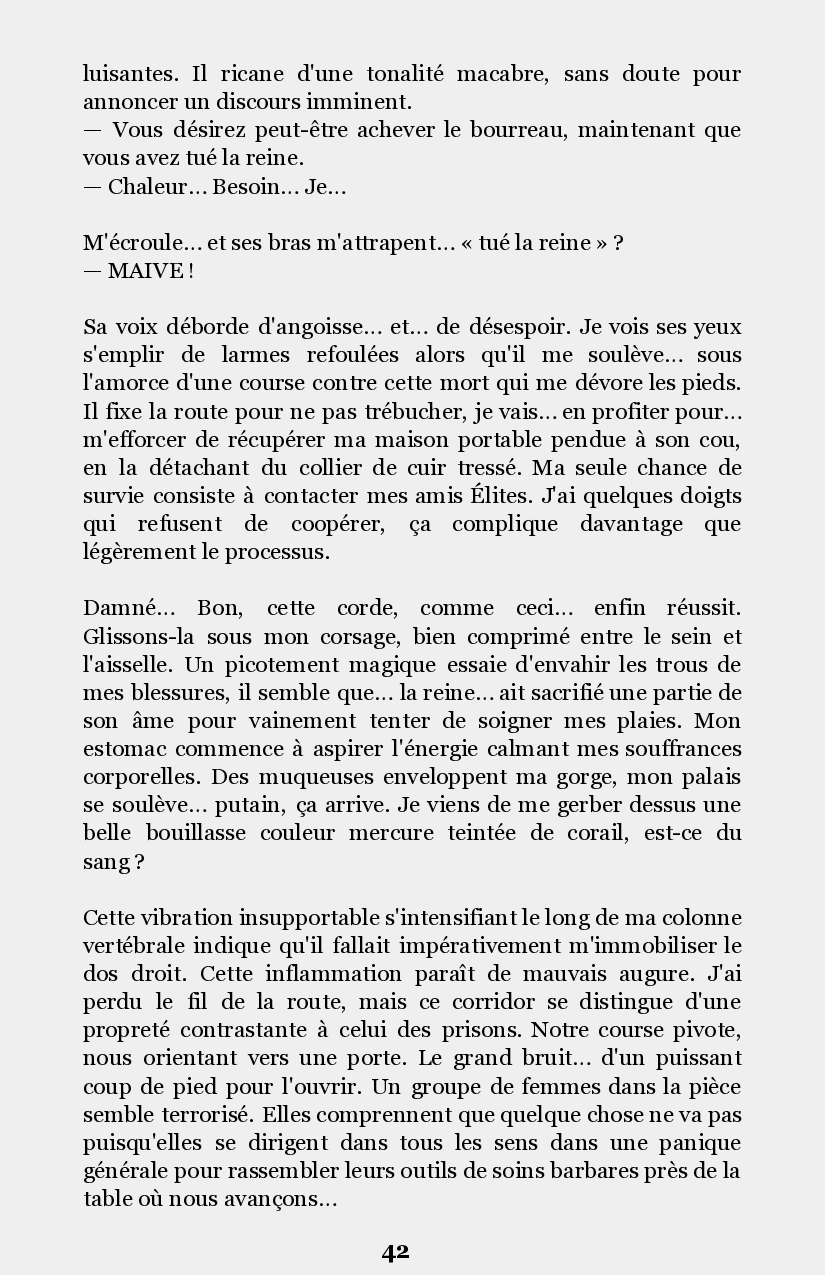 luisantes. Il ricane d'une tonalité macabre, sans doute pour
annoncer un discours imminent.
— Vous désirez peut-être achever le bourreau, maintenant que
vous avez tué la reine.
— Chaleur... Besoin... Je...
M'écroule... et ses bras m'attrapent... « tué la reine » ?
— MAIVE !
Sa voix déborde d'angoisse... et... de désespoir. Je vois ses yeux
s'emplir de larmes refoulées alors qu'il me soulève... sous
l'amorce d'une course contre cette mort qui me dévore les pieds.
Il fixe la route pour ne pas trébucher, je vais... en profiter pour...
m'efforcer de récupérer ma maison portable pendue à son cou,
en la détachant du collier de cuir tressé. Ma seule chance de
survie consiste à contacter mes amis Élites. J'ai quelques doigts
qui refusent de coopérer, ça complique davantage que
légèrement le processus.
Damné... Bon, cette corde, comme ceci... enfin réussit.
Glissons-la sous mon corsage, bien comprimé entre le sein et
l'aisselle. Un picotement magique essaie d'envahir les trous de
mes blessures, il semble que... la reine... ait sacrifié une partie de
son âme pour vainement tenter de soigner mes plaies. Mon
estomac commence à aspirer l'énergie calmant mes souffrances
corporelles. Des muqueuses enveloppent ma gorge, mon palais
se soulève... putain, ça arrive. Je viens de me gerber dessus une
belle bouillasse couleur mercure teintée de corail, est-ce du
sang ?
Cette vibration insupportable s'intensifiant le long de ma colonne
vertébrale indique qu'il fallait impérativement m'immobiliser le
dos droit. Cette inflammation paraît de mauvais augure. J'ai
perdu le fil de la route, mais ce corridor se distingue d'une
propreté contrastante à celui des prisons. Notre course pivote,
nous orientant vers une porte. Le grand bruit... d'un puissant
coup de pied pour l'ouvrir. Un groupe de femmes dans la pièce
semble terrorisé. Elles comprennent que quelque chose ne va pas
puisqu'elles se dirigent dans tous les sens dans une panique
générale pour rassembler leurs outils de soins barbares près de la
table où nous avançons...
42